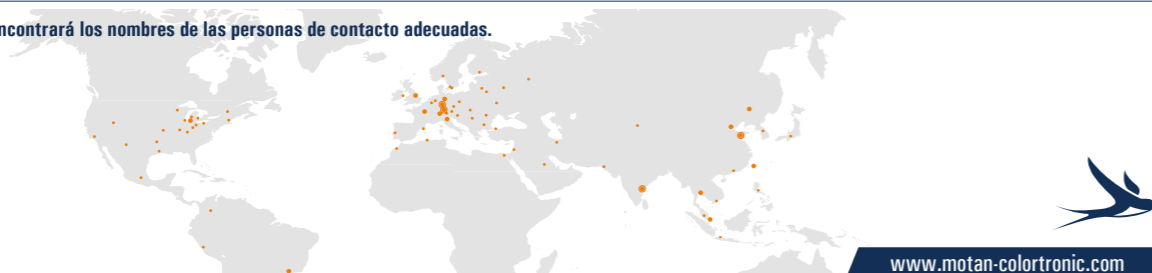 ncontrará los nombres de las personas de contacto adecuadas.
www.motan-colortronic.com